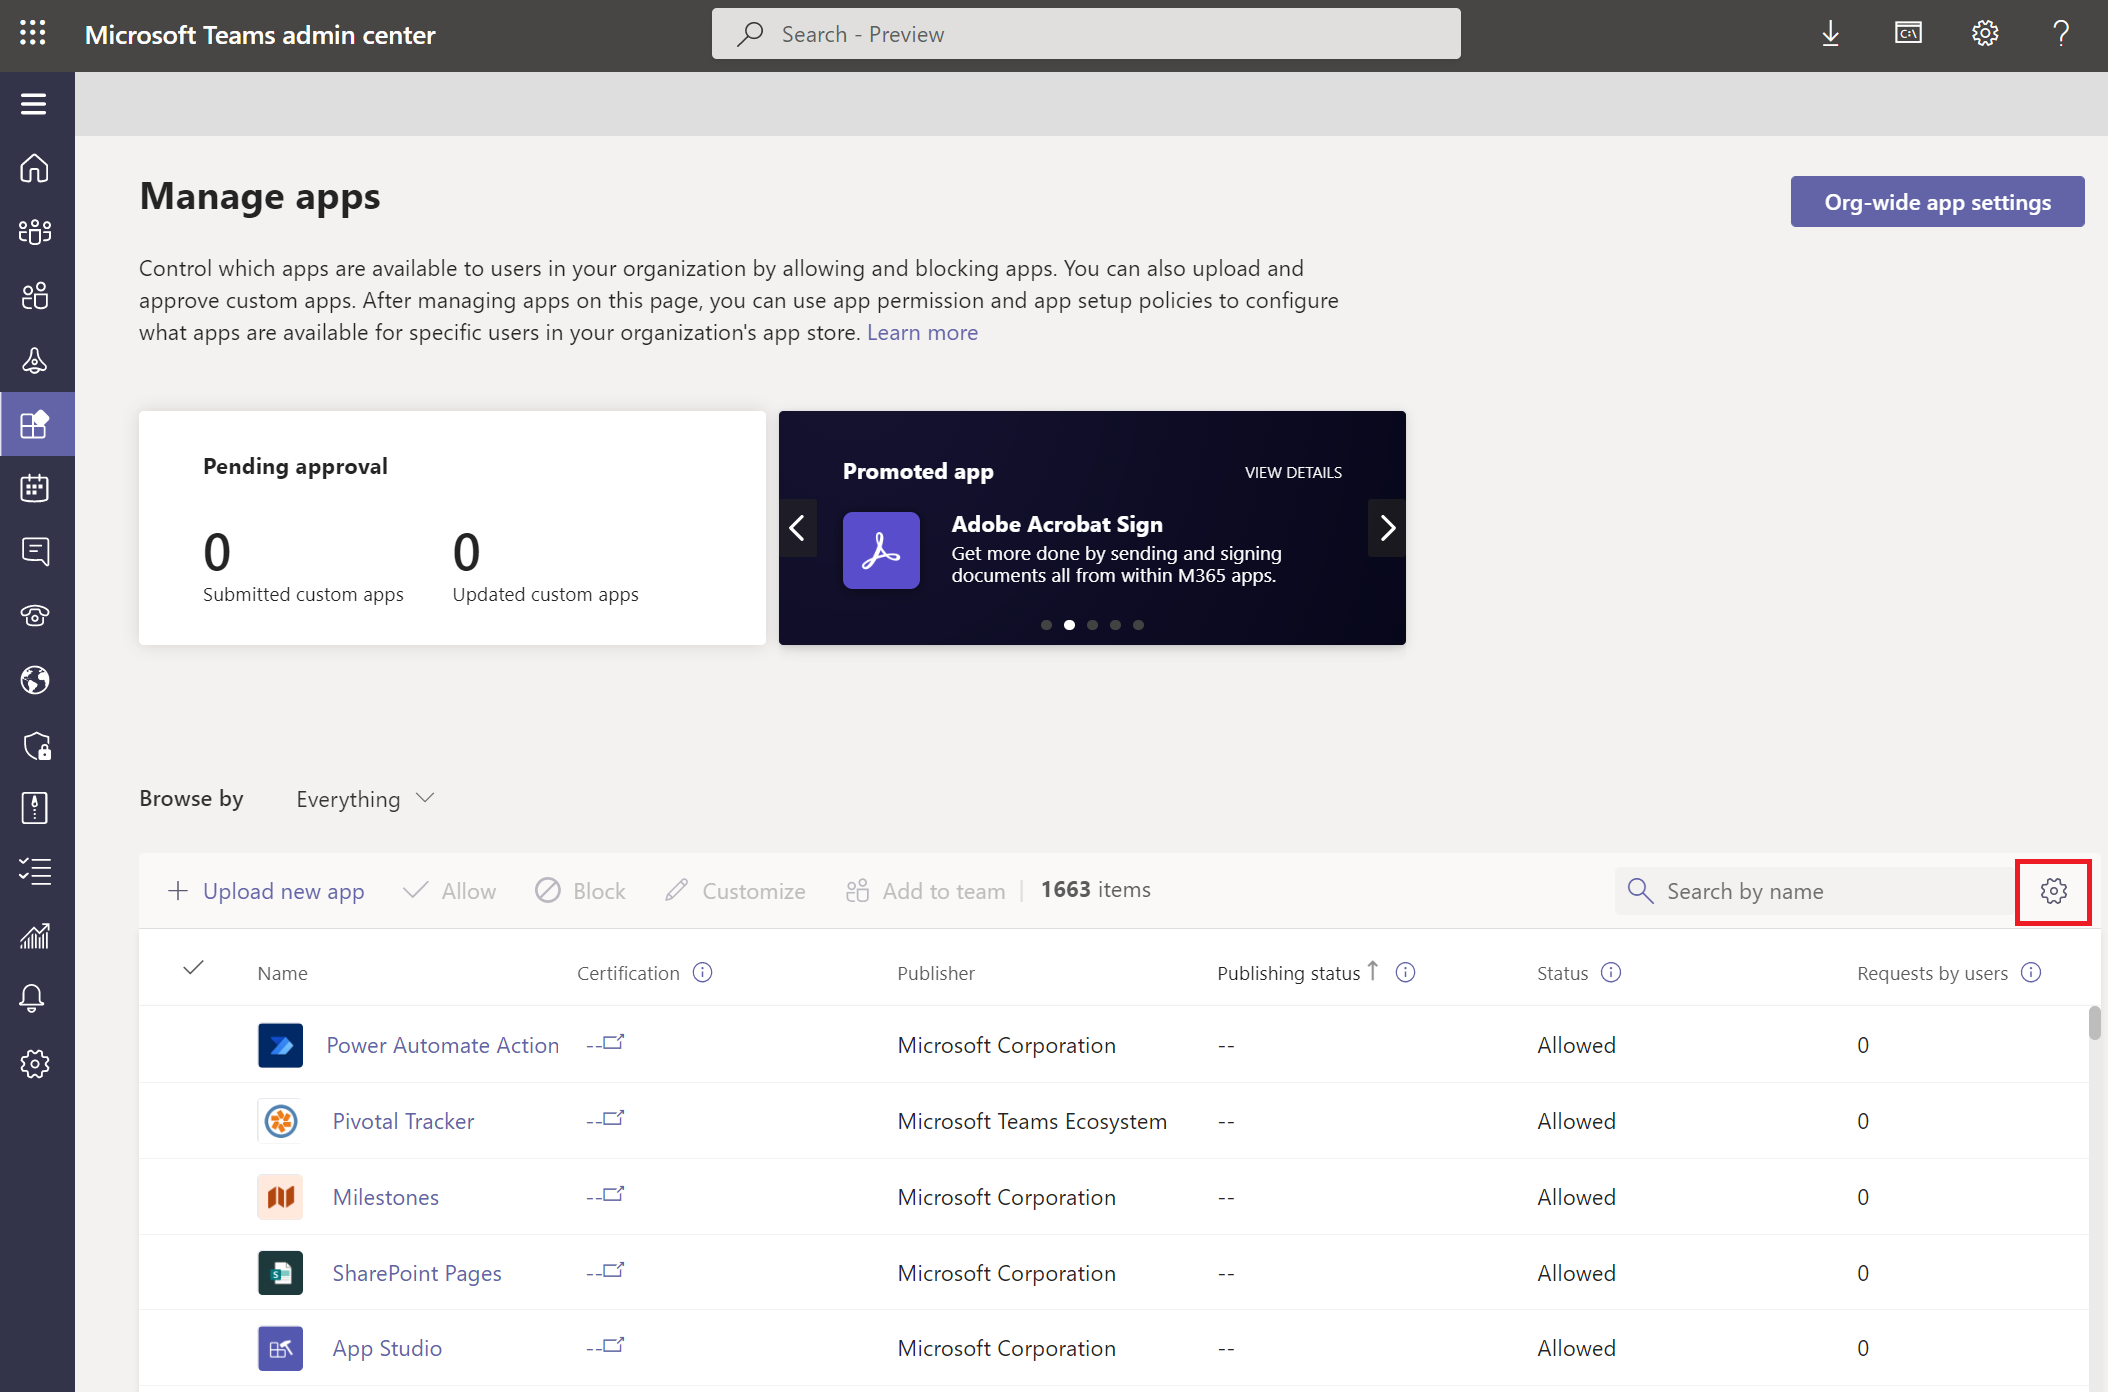 Microsoft Teams admin center
Search - Preview
C:\
?
Manage apps
Org-wide app settings
Control which apps are available to users in your organization by allowing and blocking apps. You can also upload and
approve custom apps. After managing apps on this page, you can use app permission and app setup policies to configure
what apps are available for specific users in your organization's app store. Learn more
Pending approval
0 0
Submitted custom apps Updated custom apps
Promoted app VIEW DETAILS
Adobe Acrobat Sign
Get more done by sending and signing
documents all from within M365 apps.
Browse by Everything
Upload new app Allow Block Customize Add to team | 1663 items Search by name
Name Certification Publisher Publishing status Status Requests by users
Power Automate Action -- Microsoft Corporation -- Allowed 0
Pivotal Tracker -- Microsoft Teams Ecosystem -- Allowed 0
Milestones -- Microsoft Corporation -- Allowed 0
SharePoint Pages -- Microsoft Corporation -- Allowed 0
App Studio -- Microsoft Corporation -- Allowed 0